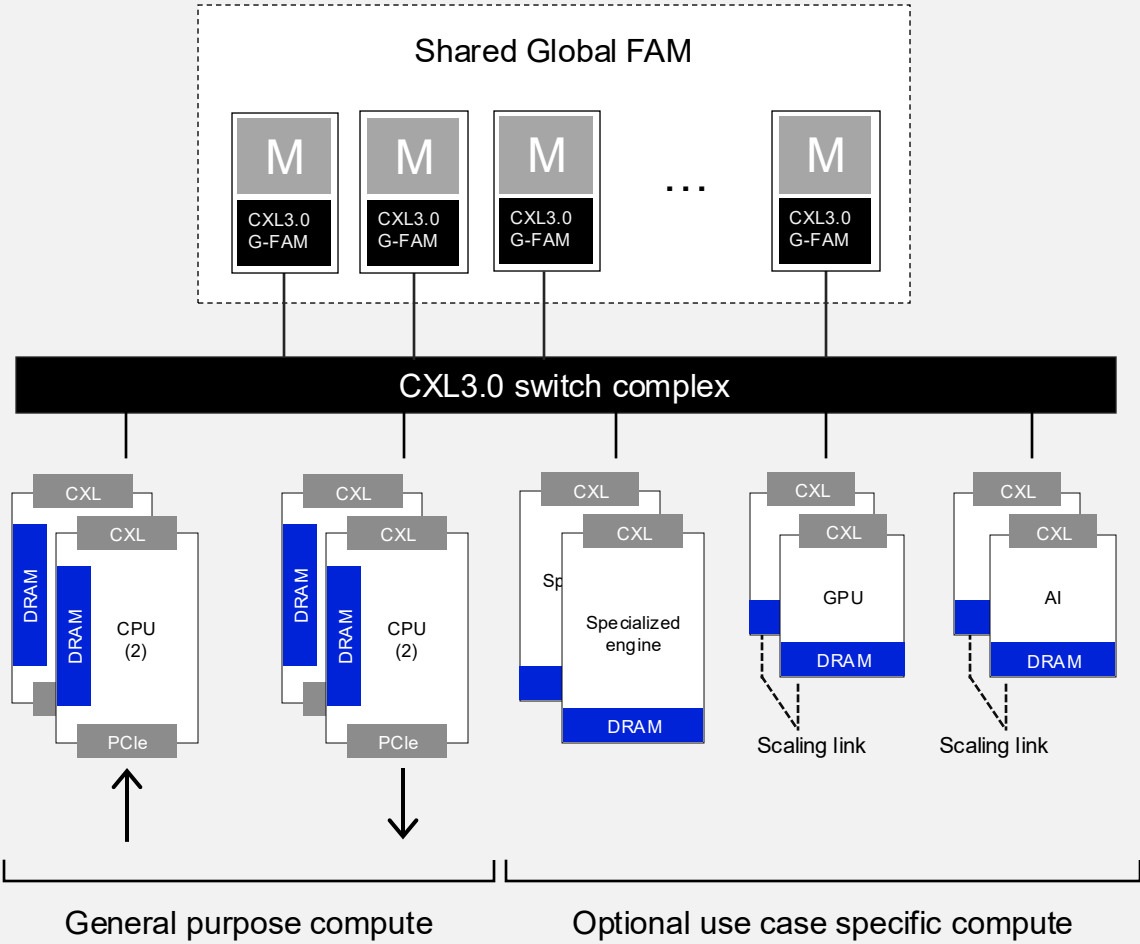 Shared Global FAM
M
M
M
M
CXL3.0
G-FAM
CXL3.0
G-FAM
CXL3.0
G-FAM
...
CXL3.0
G-FAM
CXL3.0 switch complex
CXL
CXL
CXL
CXL
CXL
CXL
CXL
CXL
CXL
CXL
DRAM
DRAM
CPU
(2)
PCIe
DRAM
DRAM
CPU
(2)
PCIe
Sp
Specialized
engine
DRAM
GPU
DRAM
Scaling link
AI
DRAM
Scaling link
General purpose compute
Optional use case specific compute